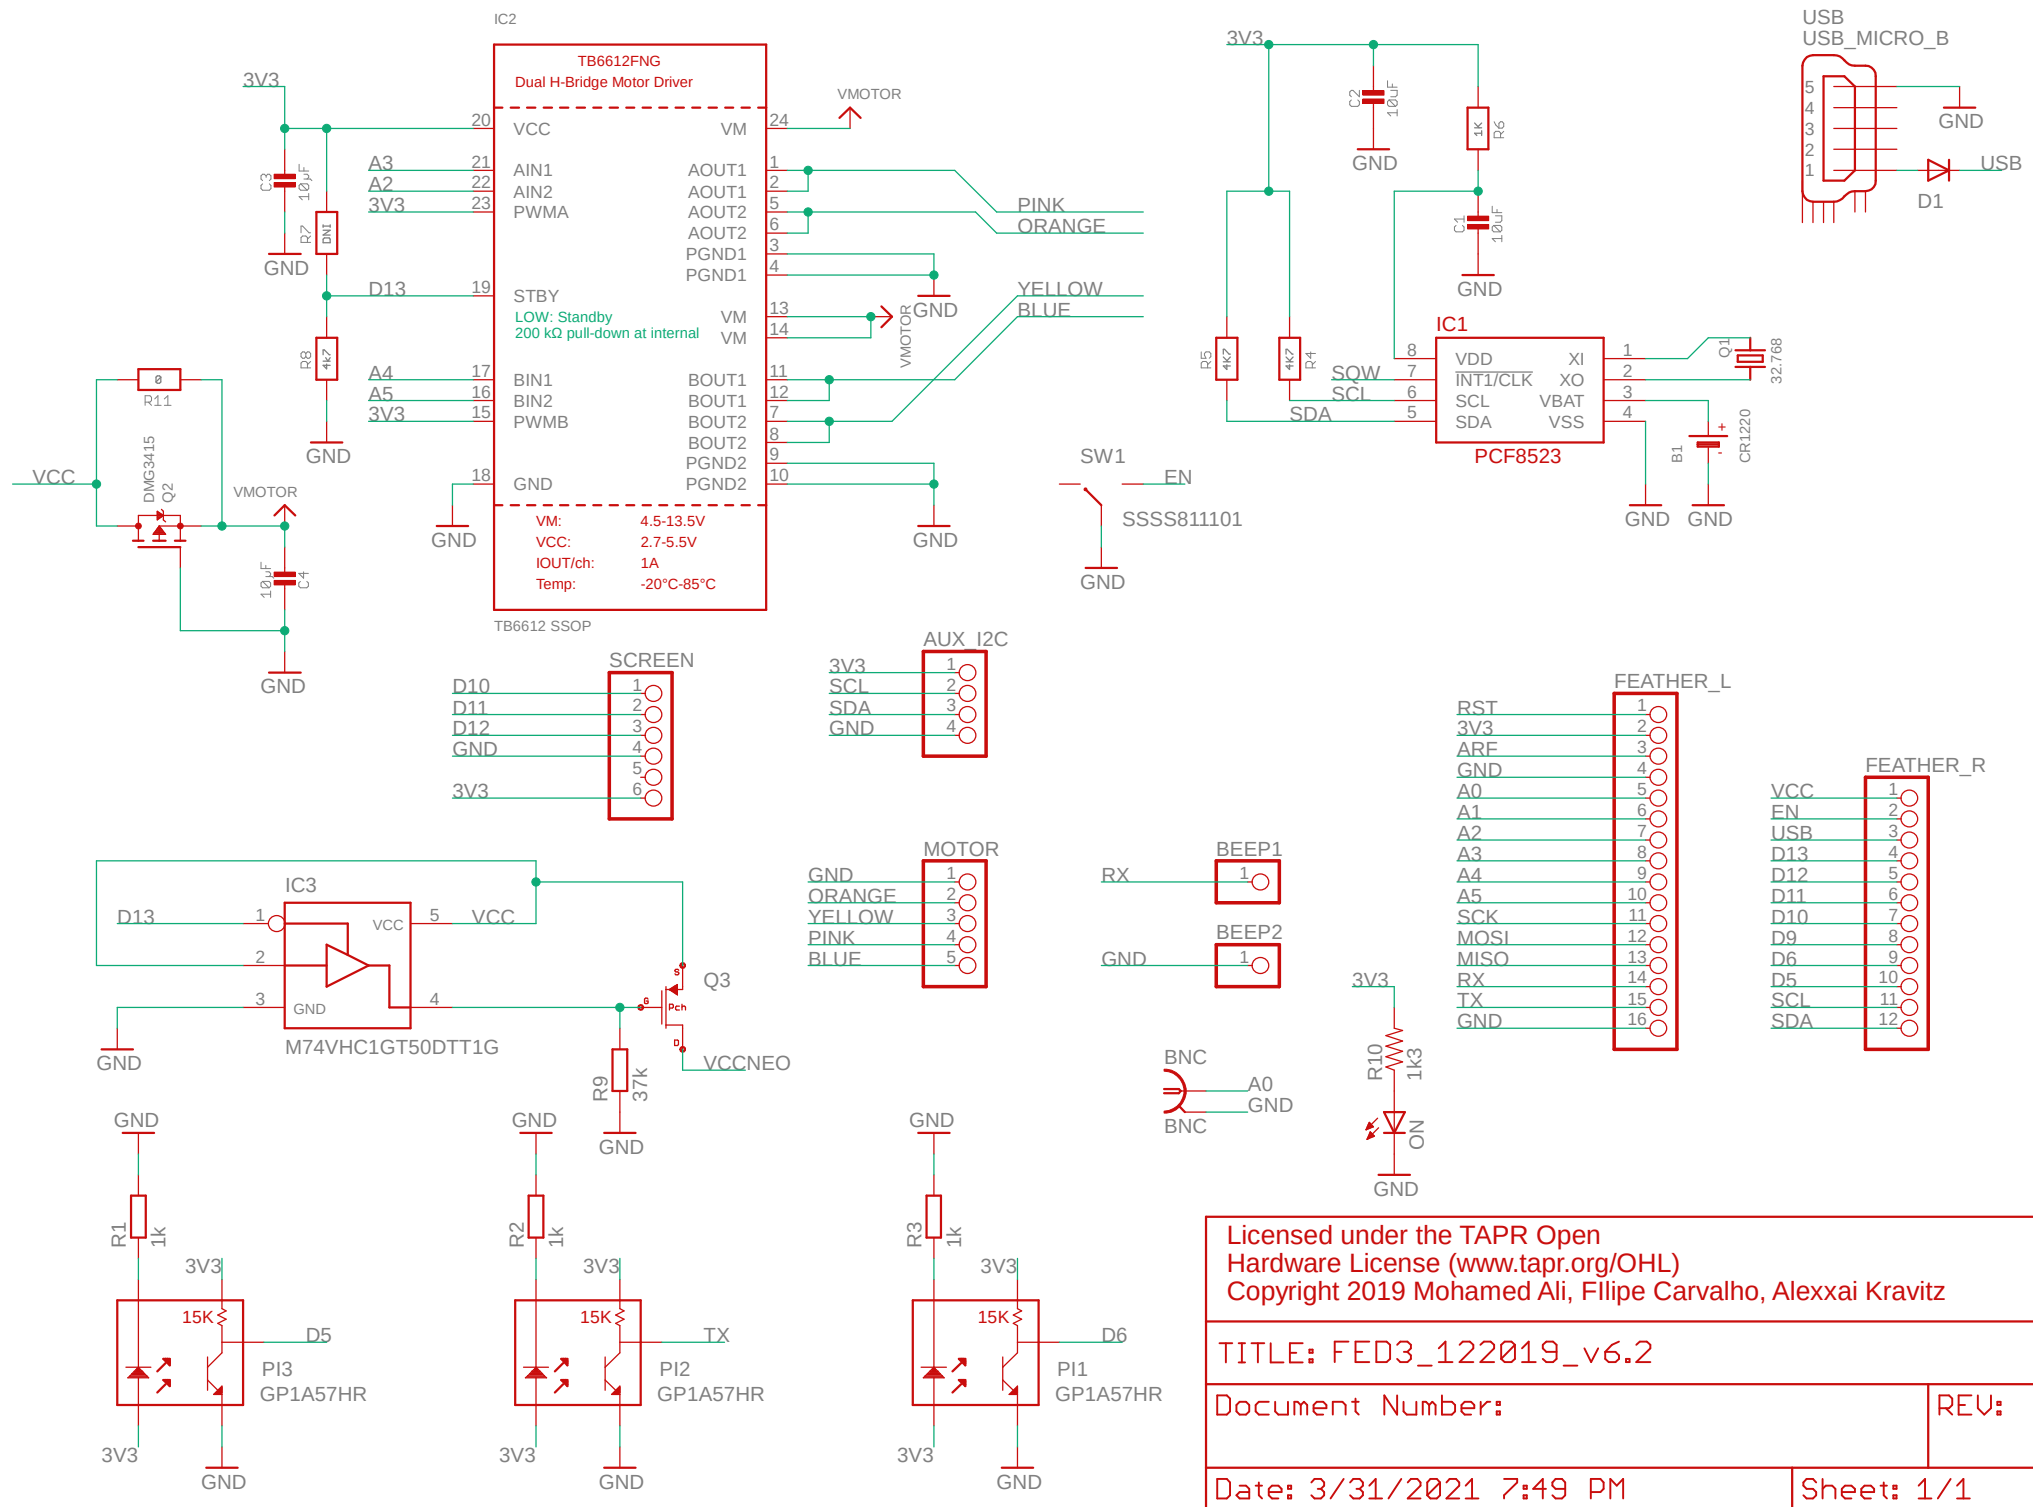 IC2
TB6612FNG
Dual H-Bridge Motor Driver
3V3
VMOTOR
20 VCC VM 24
A3 21 AIN1 AOUT1 1
A2 22 AIN2 AOUT1 2
3V3 23 PWMA AOUT2 5
AOUT2 6
PGND1 3
PGND1 4
PINK
ORANGE
C3 10µF
R7 DNI
GND
D13 19 STBY
LOW: Standby
200 kΩ pull-down at internal
VM 13
VM 14
VMOTOR
GND
YELLOW
BLUE
R8 4k7
A4 17 BIN1 BOUT1 11
A5 16 BIN2 BOUT1 12
3V3 15 PWMB BOUT2 7
BOUT2 8
PGND2 9
18 GND PGND2 10
GND
GND
GND
VM: 4.5-13.5V
VCC: 2.7-5.5V
IOUT/ch: 1A
Temp: -20°C-85°C
TB6612 SSOP
0
R11
DMG3415
Q2
VCC
VMOTOR
10µF C4
GND
3V3
C2 10uF
GND
1K R6
C1 10uF
GND
R5 4K7
4K7 R4
IC1
8 VDD XI 1
SQW 7 INT1/CLK XO 2
SCL 6 SCL VBAT 3
SDA 5 SDA VSS 4
PCF8523
Q1 32.768
B1 + - CR1220
GND GND
USB
USB_MICRO_B
5
4
3
2
1
GND
USB
D1
SW1
EN
SSSS811101
GND
SCREEN
D10 1
D11 2
D12 3
GND 4
5
3V3 6
AUX_I2C
3V3 1
SCL 2
SDA 3
GND 4
FEATHER_L
RST 1
3V3 2
ARF 3
GND 4
A0 5
A1 6
A2 7
A3 8
A4 9
A5 10
SCK 11
MOSI 12
MISO 13
RX 14
TX 15
GND 16
FEATHER_R
VCC 1
EN 2
USB 3
D13 4
D12 5
D11 6
D10 7
D9 8
D6 9
D5 10
SCL 11
SDA 12
IC3
D13 1 VCC 5 VCC
2
3 GND 4
GND
M74VHC1GT50DTT1G
S
G
Pch
D
Q3
VCCNEO
R9 37k
GND
MOTOR
GND 1
ORANGE 2
YELLOW 3
PINK 4
BLUE 5
BEEP1
RX 1
BEEP2
GND 1
BNC
A0
GND
BNC
3V3
R10 1k3
ON
GND
GND
R1 1k
3V3
15K
D5
PI3
GP1A57HR
3V3
GND
GND
R2 1k
3V3
15K
TX
PI2
GP1A57HR
3V3
GND
GND
R3 1k
3V3
15K
D6
PI1
GP1A57HR
3V3
GND
Licensed under the TAPR Open
Hardware License (www.tapr.org/OHL)
Copyright 2019 Mohamed Ali, FIlipe Carvalho, Alexxai Kravitz
TITLE: FED3_122019_v6.2
Document Number:
REV:
Date: 3/31/2021 7:49 PM
Sheet: 1/1